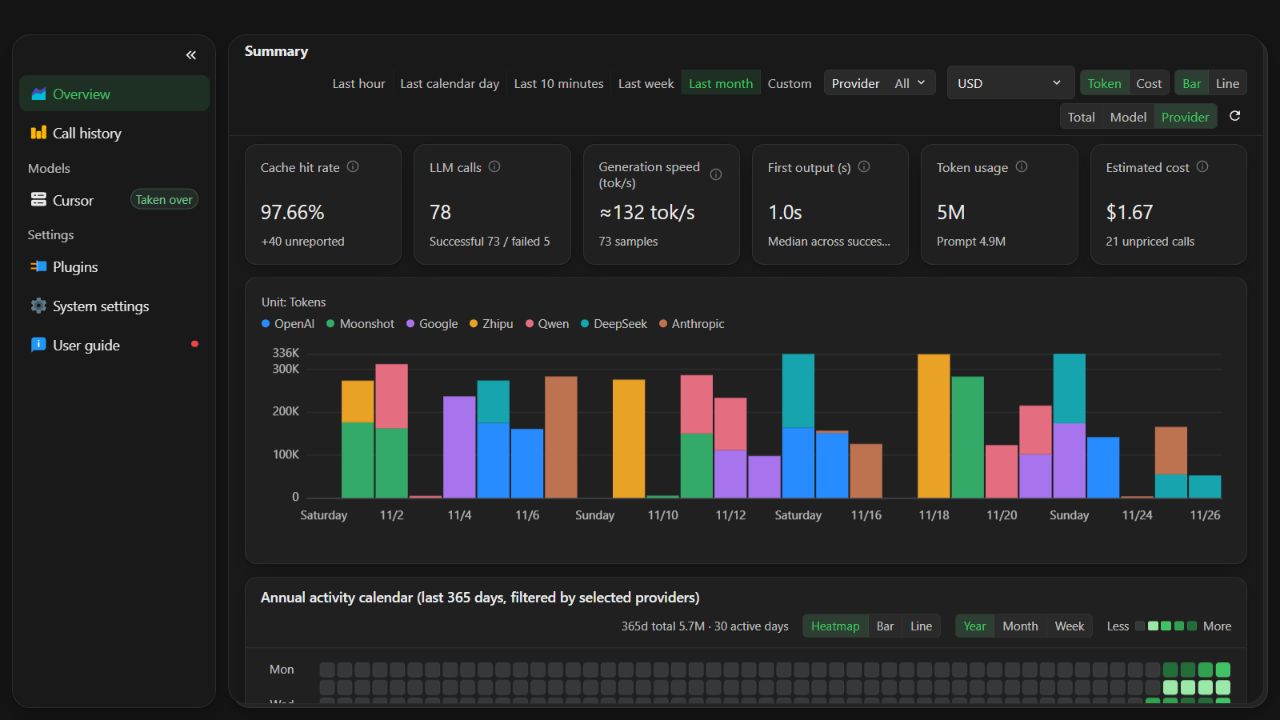 «
Overview
Call history
Models
Cursor Taken over
Settings
Plugins
System settings
User guide
Summary
Last hour Last calendar day Last 10 minutes Last week Last month Custom Provider All USD Token Cost Bar Line
Total Model Provider
Cache hit rate
97.66%
+40 unreported
LLM calls
78
Successful 73 / failed 5
Generation speed
(tok/s)
≈132 tok/s
73 samples
First output (s)
1.0s
Median across succes...
Token usage
5M
Prompt 4.9M
Estimated cost
$1.67
21 unpriced calls
Unit: Tokens
OpenAI Moonshot Google Zhipu Qwen DeepSeek Anthropic
336K
300K
200K
100K
0
Saturday 11/2 11/4 11/6 Sunday 11/10 11/12 Saturday 11/16 11/18 11/20 Sunday 11/24 11/26
Annual activity calendar (last 365 days, filtered by selected providers)
365d total 5.7M · 30 active days Heatmap Bar Line Year Month Week Less More
Mon
Wed